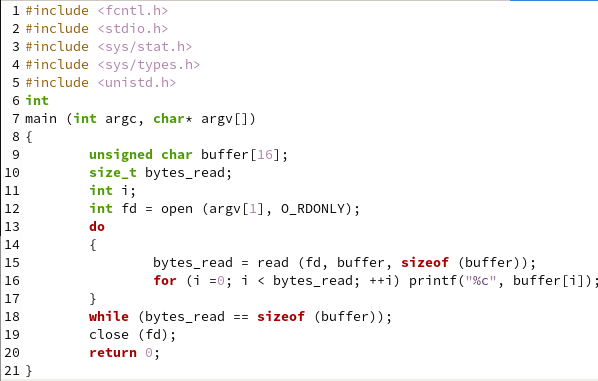 1 #include <fcntl.h>
2 #include <stdio.h>
3 #include <sys/stat.h>
4 #include <sys/types.h>
5 #include <unistd.h>
6 int
7 main (int argc, char* argv[])
8 {
9         unsigned char buffer[16];
10         size_t bytes_read;
11         int i;
12         int fd = open (argv[1], O_RDONLY);
13         do
14         {
15                 bytes_read = read (fd, buffer, sizeof (buffer));
16                 for (i =0; i < bytes_read; ++i) printf("%c", buffer[i]);
17         }
18         while (bytes_read == sizeof (buffer));
19         close (fd);
20         return 0;
21 }